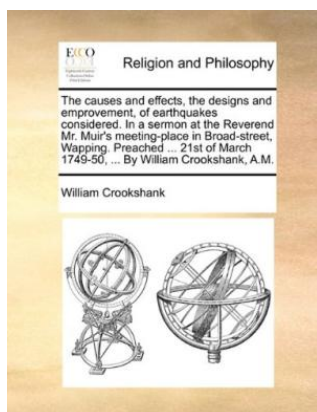 ECCO
Religion and Philosophy
The causes and effects, the designs and
emprovement, of earthquakes
considered. In a sermon at the Reverend
Mr. Muir's meeting-place in Broad-street,
Wapping. Preached ... 21st of March
1749-50, ... By William Crookshank, A.M.
William Crookshank